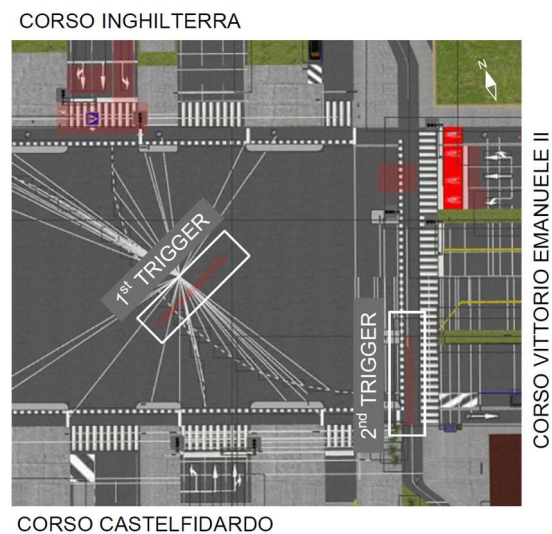 CORSO INGHILTERRA
N
1st TRIGGER
2nd TRIGGER
CORSO VITTORIO EMANUELE II
CORSO CASTELFIDARDO